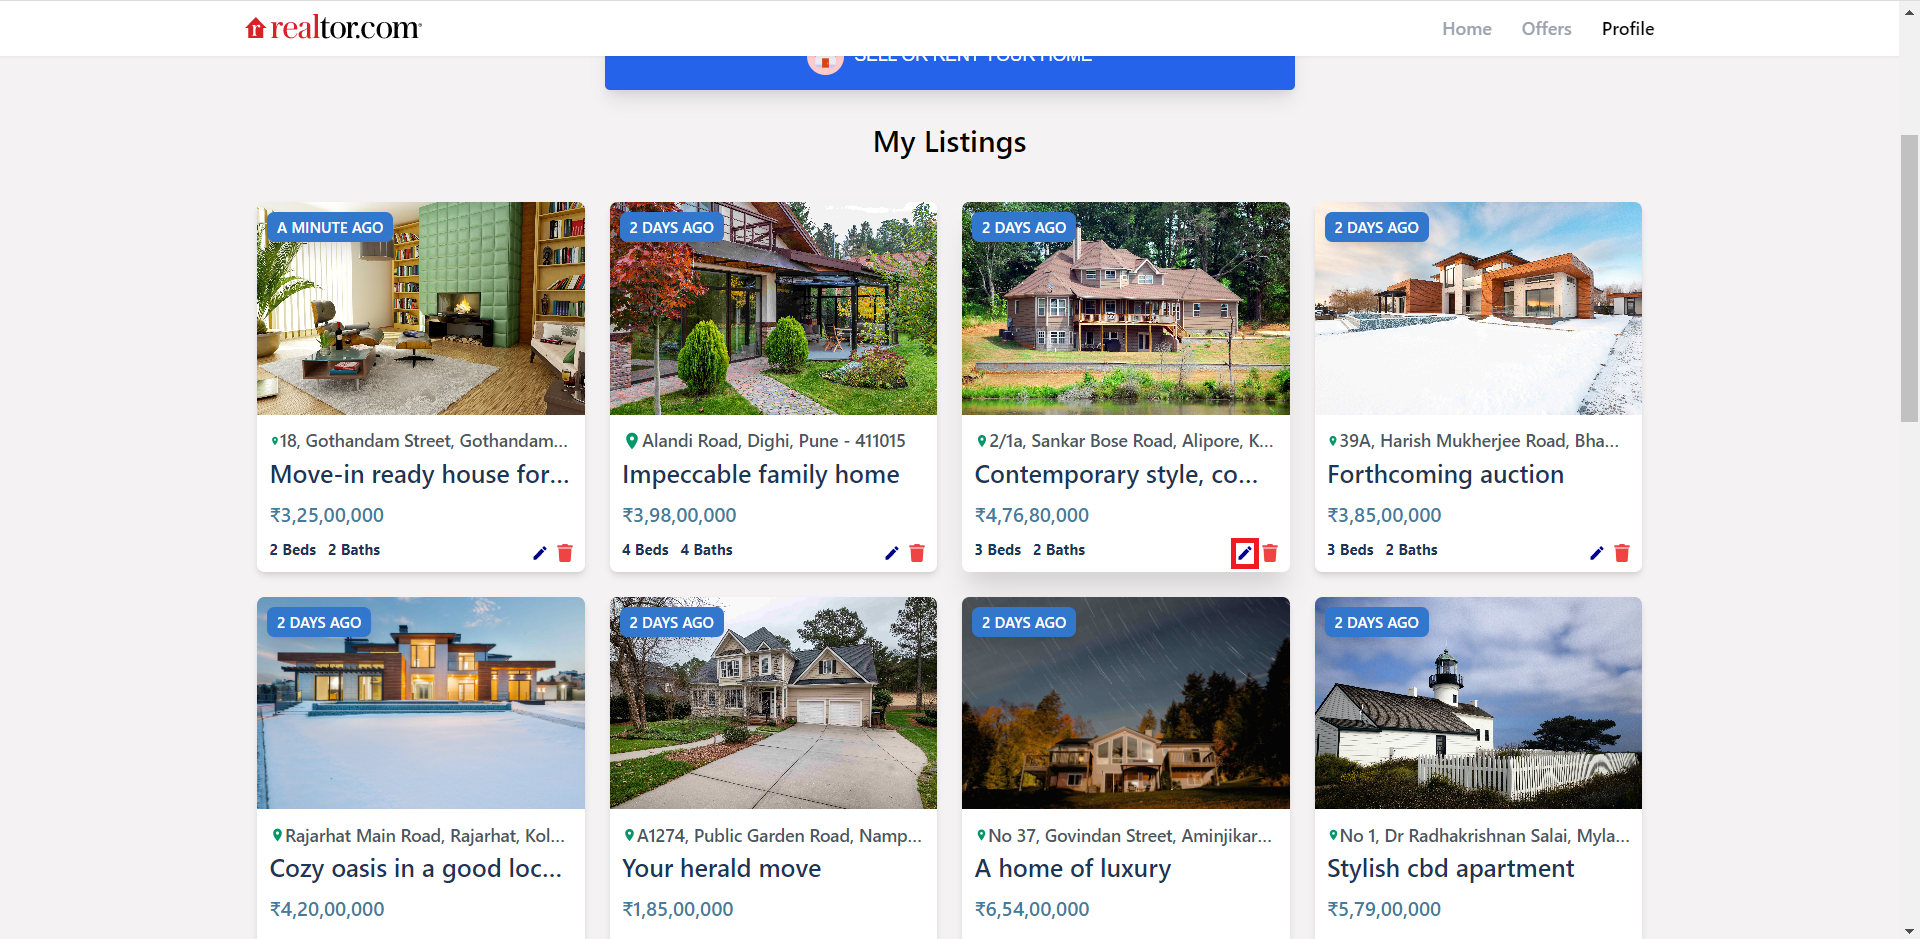 realtor.com
Home Offers Profile
SELL OR RENT YOUR HOME
My Listings
A MINUTE AGO
18, Gothandam Street, Gothandam...
Move-in ready house for...
₹3,25,00,000
2 Beds 2 Baths
2 DAYS AGO
Alandi Road, Dighi, Pune - 411015
Impeccable family home
₹3,98,00,000
4 Beds 4 Baths
2 DAYS AGO
2/1a, Sankar Bose Road, Alipore, K...
Contemporary style, co...
₹4,76,80,000
3 Beds 2 Baths
2 DAYS AGO
39A, Harish Mukherjee Road, Bha...
Forthcoming auction
₹3,85,00,000
3 Beds 2 Baths
2 DAYS AGO
Rajarhat Main Road, Rajarhat, Kol...
Cozy oasis in a good loc...
₹4,20,00,000
2 DAYS AGO
A1274, Public Garden Road, Namp...
Your herald move
₹1,85,00,000
2 DAYS AGO
No 37, Govindan Street, Aminjikar...
A home of luxury
₹6,54,00,000
2 DAYS AGO
No 1, Dr Radhakrishnan Salai, Myla...
Stylish cbd apartment
₹5,79,00,000